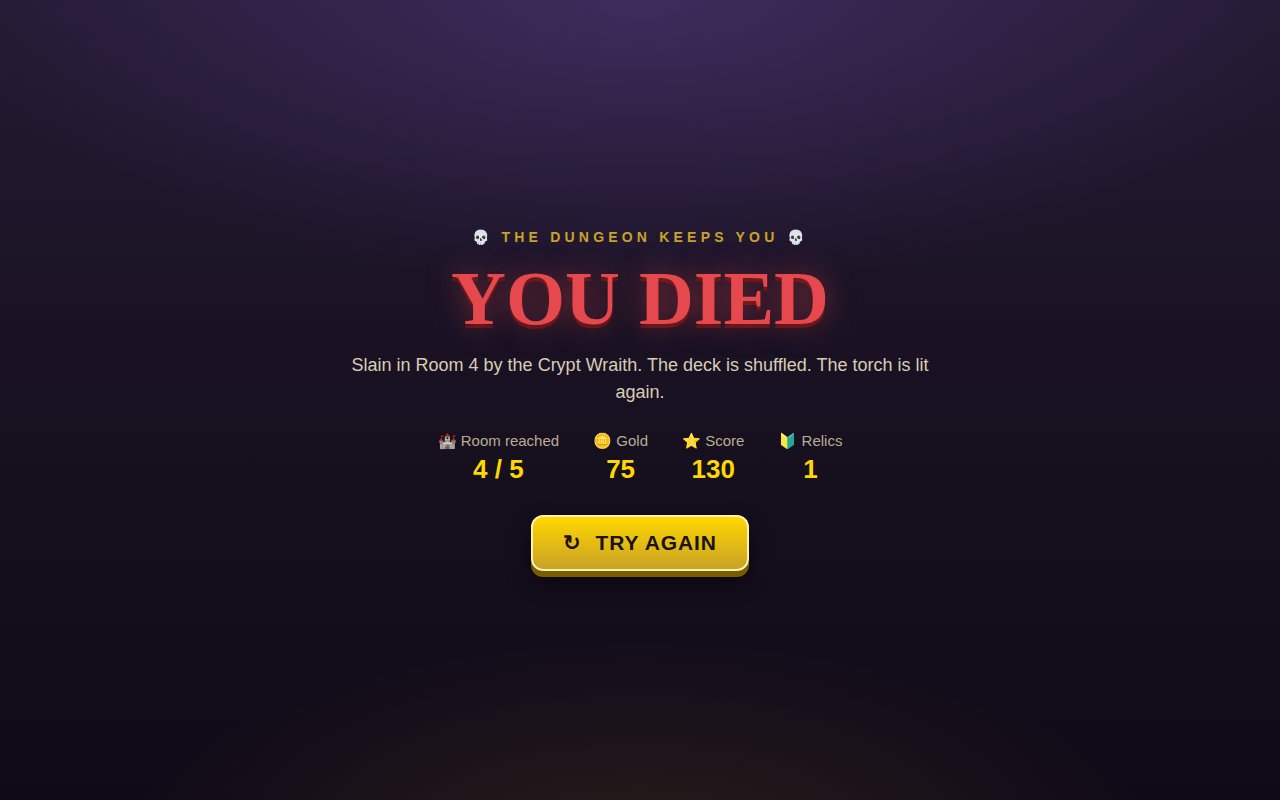 💀 THE DUNGEON KEEPS YOU 💀
YOU DIED
Slain in Room 4 by the Crypt Wraith. The deck is shuffled. The torch is lit
again.
🏰 Room reached 🪙 Gold ⭐ Score 🔰 Relics
4 / 5 75 130 1
↻ TRY AGAIN